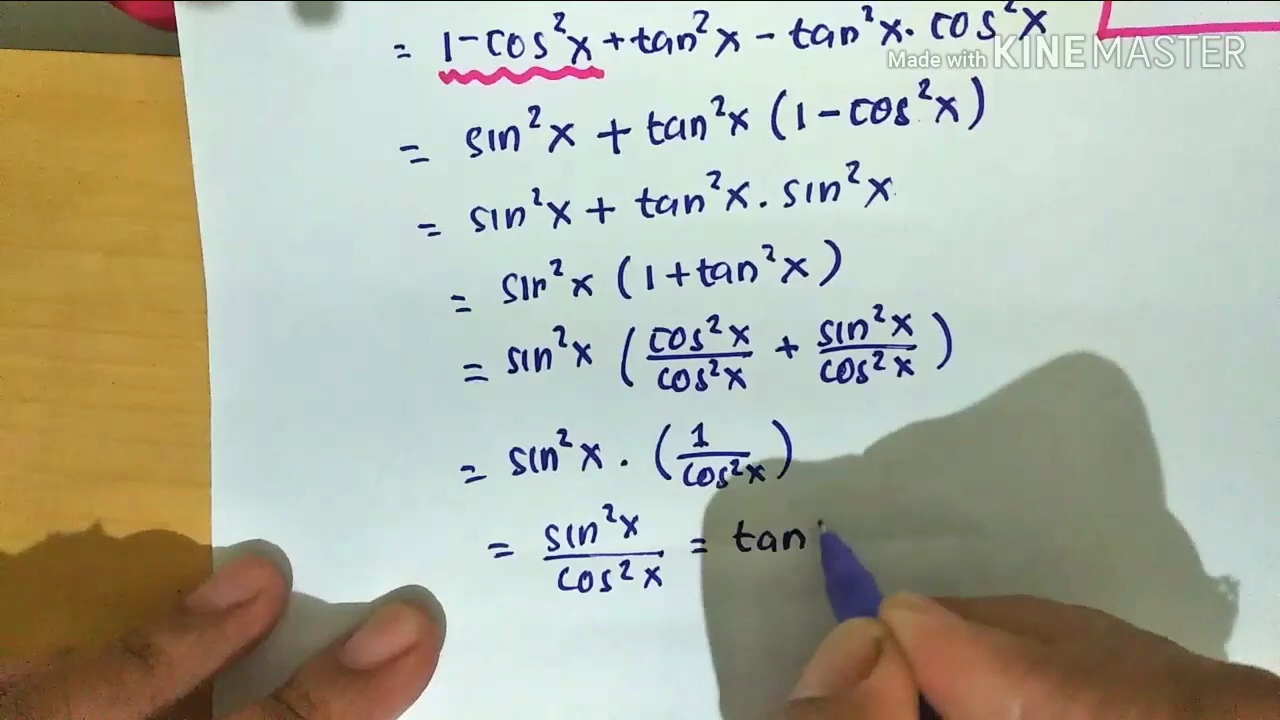 = 1-cos²x + tan²x - tan²x. cos²x
Made with KINEMASTER
= sin²x + tan²x (1-cos²x)
= sin²x + tan²x. sin²x
= sin²x (1+tan²x)
= sin²x (cos²x/cos²x + sin²x/cos²x)
= sin²x . (1/cos²x)
= sin²x/cos²x = tan